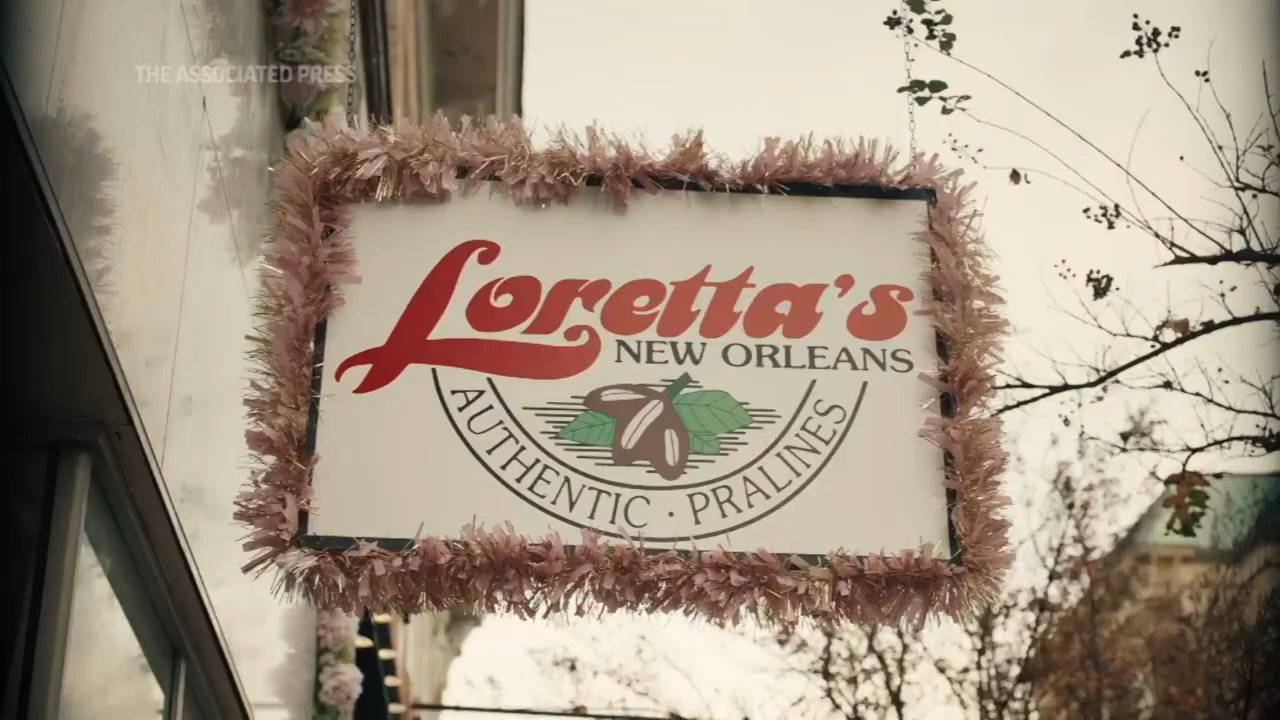 THE ASSOCIATED PRESS
Loretta's
NEW ORLEANS
AUTHENTIC · PRALINES